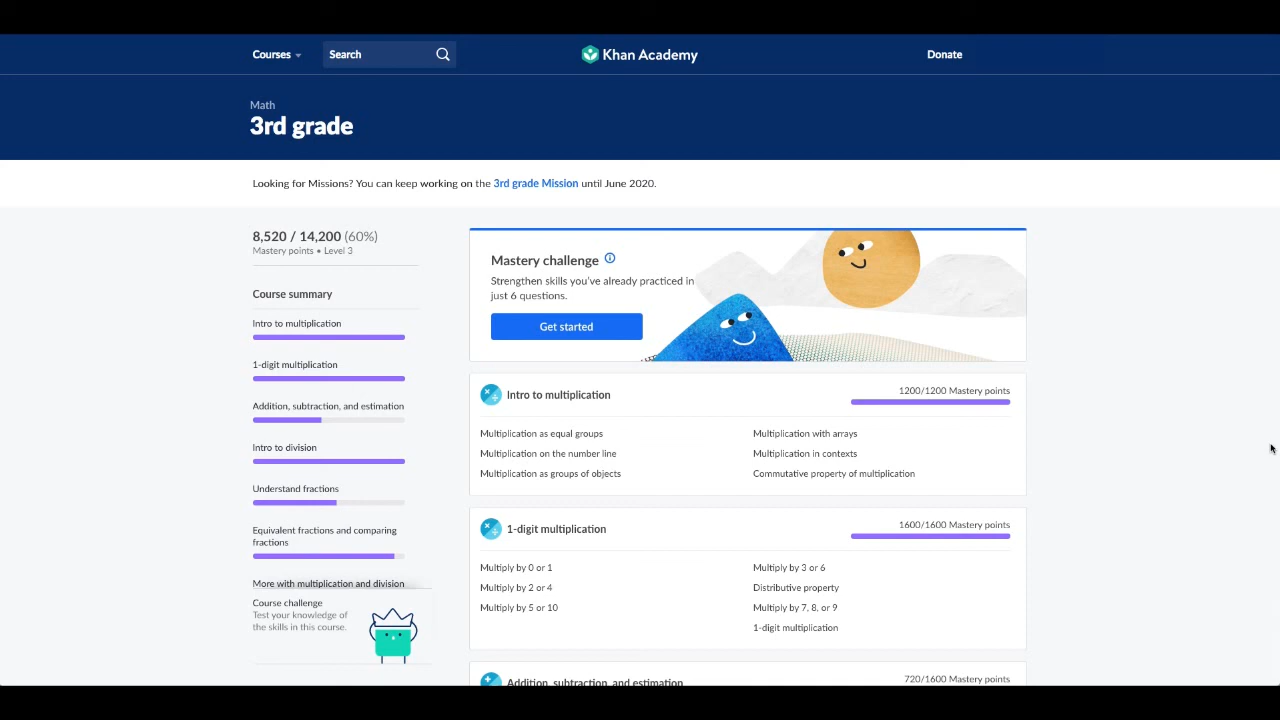 Courses
Search
Khan Academy
Donate
Math
3rd grade
Looking for Missions? You can keep working on the 3rd grade Mission until June 2020.
8,520 / 14,200 (60%)
Mastery points • Level 3
Course summary
Intro to multiplication
1-digit multiplication
Addition, subtraction, and estimation
Intro to division
Understand fractions
Equivalent fractions and comparing
fractions
More with multiplication and division
Course challenge
Test your knowledge of
the skills in this course.
Mastery challenge
Strengthen skills you've already practiced in
just 6 questions.
Get started
Intro to multiplication
1200/1200 Mastery points
Multiplication as equal groups
Multiplication with arrays
Multiplication on the number line
Multiplication in contexts
Multiplication as groups of objects
Commutative property of multiplication
1-digit multiplication
1600/1600 Mastery points
Multiply by 0 or 1
Multiply by 3 or 6
Multiply by 2 or 4
Distributive property
Multiply by 5 or 10
Multiply by 7, 8, or 9
1-digit multiplication
Addition, subtraction, and estimation
720/1600 Mastery points